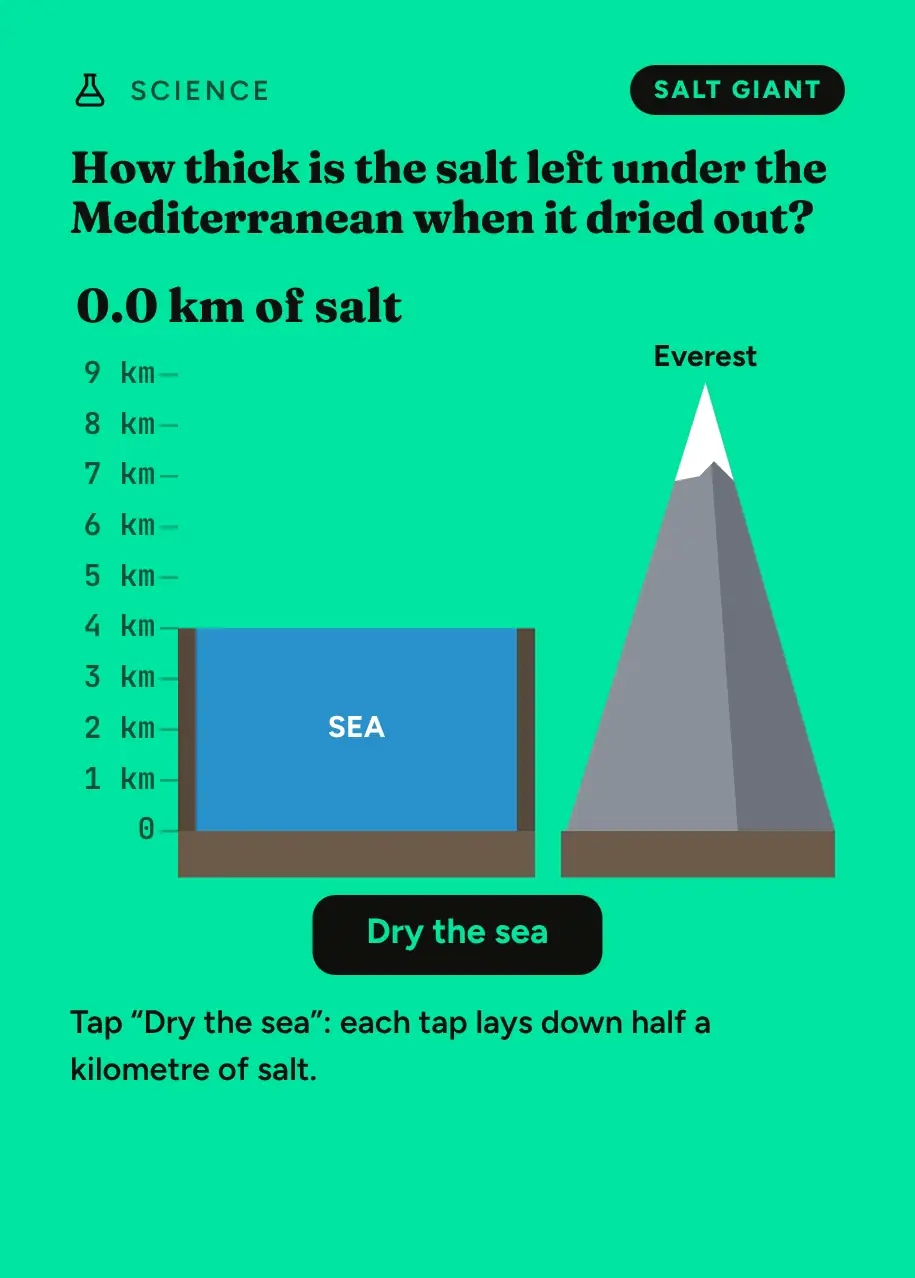 SCIENCE
SALT GIANT
How thick is the salt left under the
Mediterranean when it dried out?
0.0 km of salt
Everest
9 km
8 km
7 km
6 km
5 km
4 km
3 km
2 km
1 km
0
SEA
Dry the sea
Tap “Dry the sea”: each tap lays down half a
kilometre of salt.